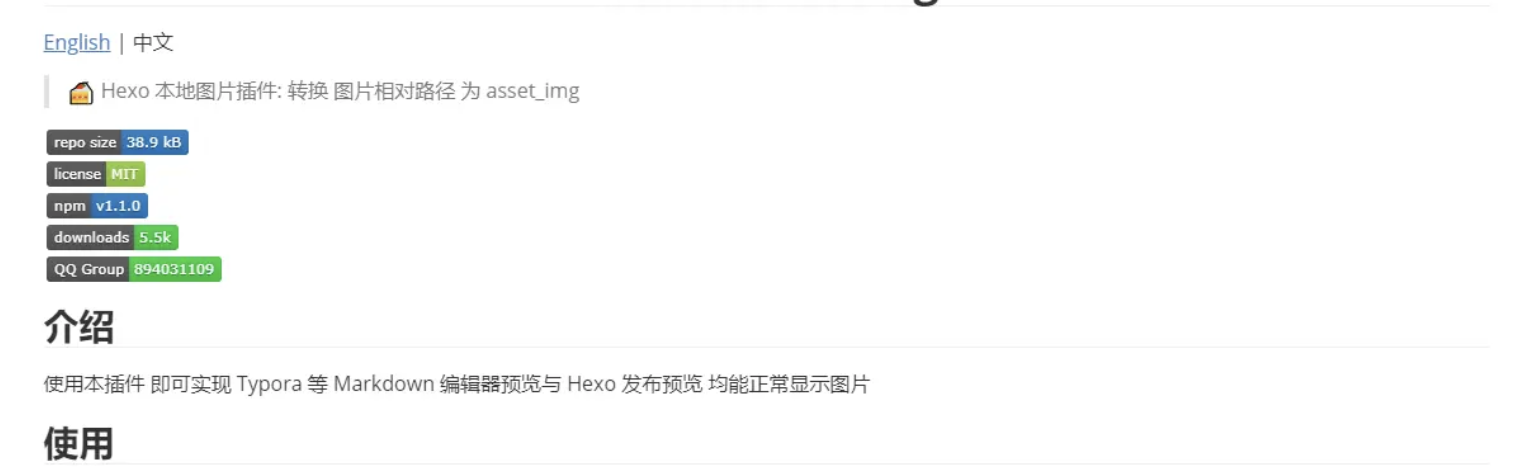 English | 中文
Hexo 本地图片插件: 转换 图片相对路径 为 asset_img
repo size 38.9 kB
license MIT
npm v1.1.0
downloads 5.5k
QQ Group 894031109
介绍
使用本插件 即可实现 Typora 等 Markdown 编辑器预览与 Hexo 发布预览 均能正常显示图片
使用